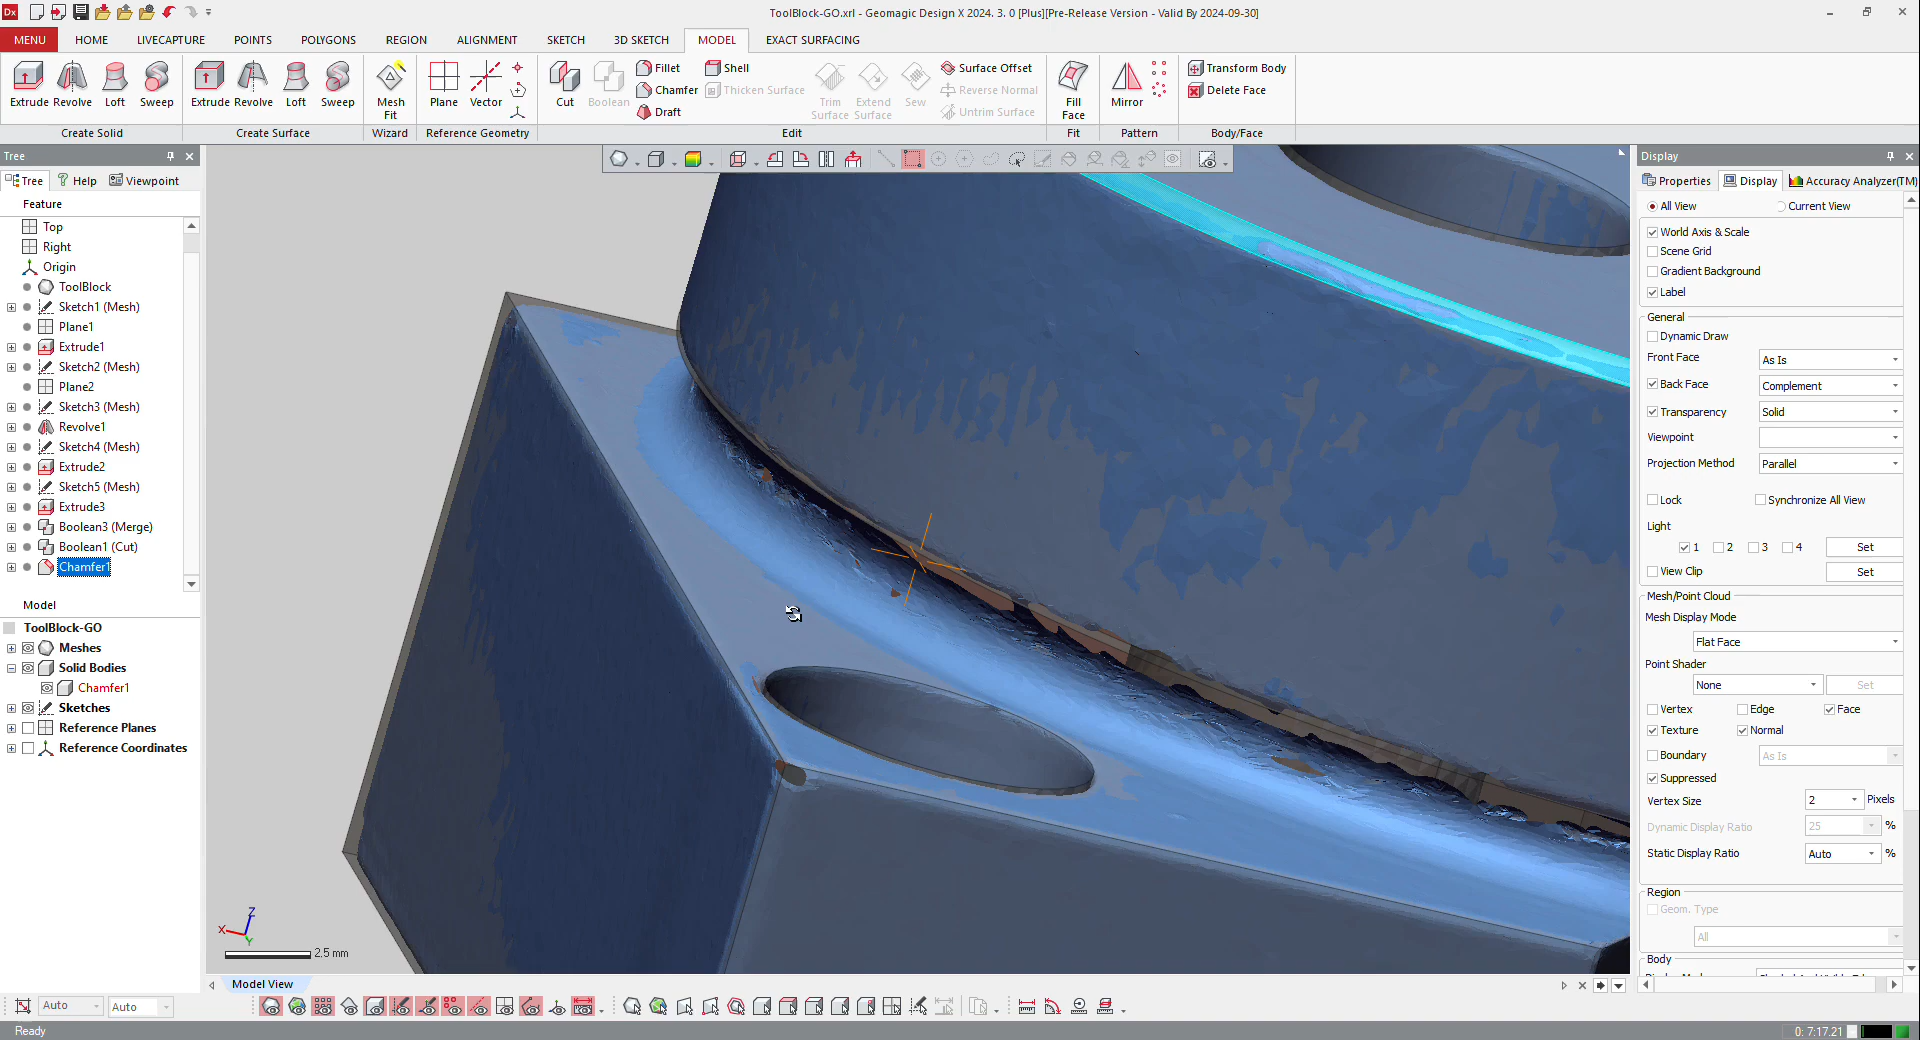 ToolBlock-GO.xrl - Geomagic Design X 2024. 3. 0 [Plus][Pre-Release Version - Valid By 2024-09-30]
MENU HOME LIVECAPTURE POINTS POLYGONS REGION ALIGNMENT SKETCH 3D SKETCH MODEL EXACT SURFACING
Extrude Revolve Loft Sweep
Create Solid
Extrude Revolve Loft Sweep
Create Surface
Mesh Fit
Wizard
Plane Vector
Reference Geometry
Cut Boolean
Fillet
Chamfer
Draft
Shell
Thicken Surface
Trim Surface
Extend Surface
Sew
Surface Offset
Reverse Normal
Untrim Surface
Edit
Fill Face
Fit
Mirror
Pattern
Transform Body
Delete Face
Body/Face
Tree
Tree Help Viewpoint
Feature
Top
Right
Origin
ToolBlock
Sketch1 (Mesh)
Plane1
Extrude1
Sketch2 (Mesh)
Plane2
Sketch3 (Mesh)
Revolve1
Sketch4 (Mesh)
Extrude2
Sketch5 (Mesh)
Extrude3
Boolean3 (Merge)
Boolean1 (Cut)
Chamfer1
Model
ToolBlock-GO
Meshes
Solid Bodies
Chamfer1
Sketches
Reference Planes
Reference Coordinates
X Z Y
2.5 mm
Model View
Display
Properties Display Accuracy Analyzer(TM)
All View Current View
World Axis & Scale
Scene Grid
Gradient Background
Label
General
Dynamic Draw
Front Face As Is
Back Face Complement
Transparency Solid
Viewpoint
Projection Method Parallel
Lock Synchronize All View
Light
1 2 3 4 Set
View Clip Set
Mesh/Point Cloud
Mesh Display Mode
Flat Face
Point Shader
None Set
Vertex Edge Face
Texture Normal
Boundary As Is
Suppressed
Vertex Size 2 Pixels
Dynamic Display Ratio 25 %
Static Display Ratio Auto %
Region
Geom. Type
All
Body
Auto Auto
Ready
0: 7:17.21